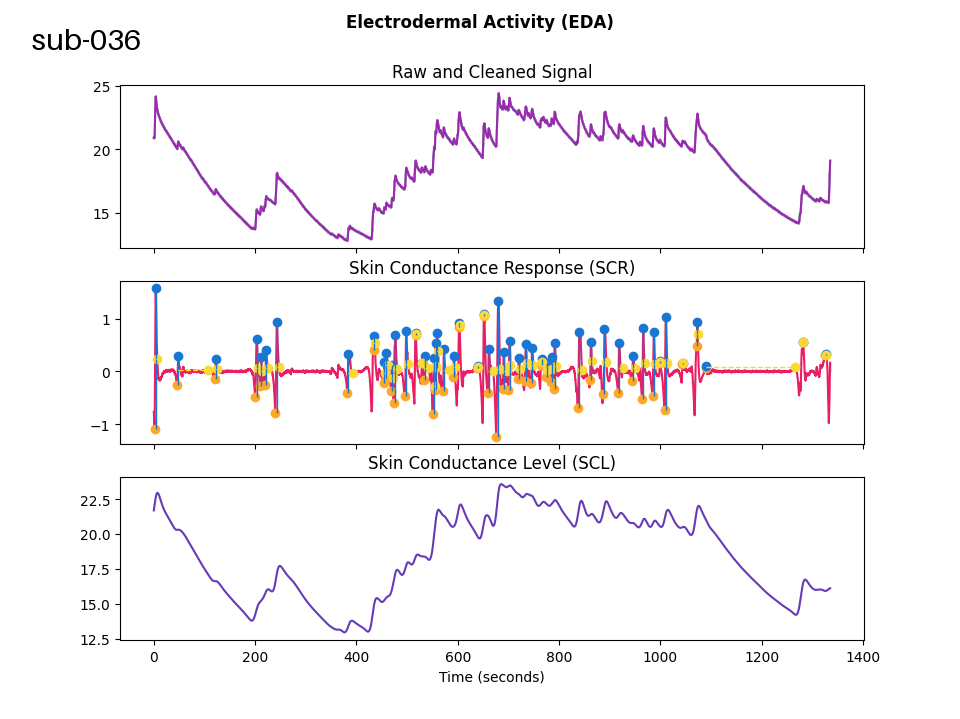 Electrodermal Activity (EDA)
sub-036
Raw and Cleaned Signal
25
20
15
Skin Conductance Response (SCR)
1
0
−1
Skin Conductance Level (SCL)
22.5
20.0
17.5
15.0
12.5
0 200 400 600 800 1000 1200 1400
Time (seconds)